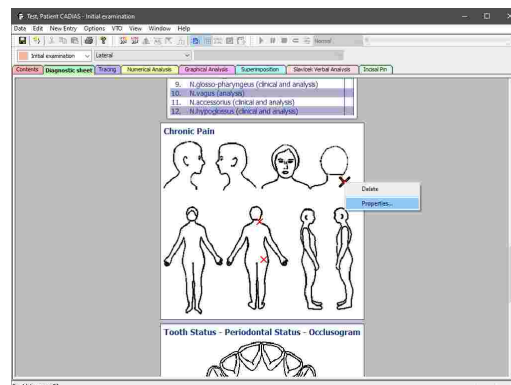 Test, Patient CADIAS - Initial examination
Data Edit New Entry Options VTO View Window Help
Normal
Initial examination Lateral
Contents Diagnostic sheet Tracing Numerical Analysis Graphical Analysis Superimposition Slavicek Verbal Analysis Incisal Pin
9. N.glosso-pharyngeus (clinical and analysis)
10. N.vagus (analysis)
11. N.accessorius (clinical and analysis)
12. N.hypoglossus (clinical and analysis)
Chronic Pain
Delete
Properties...
Tooth Status - Periodontal Status - Occlusogram